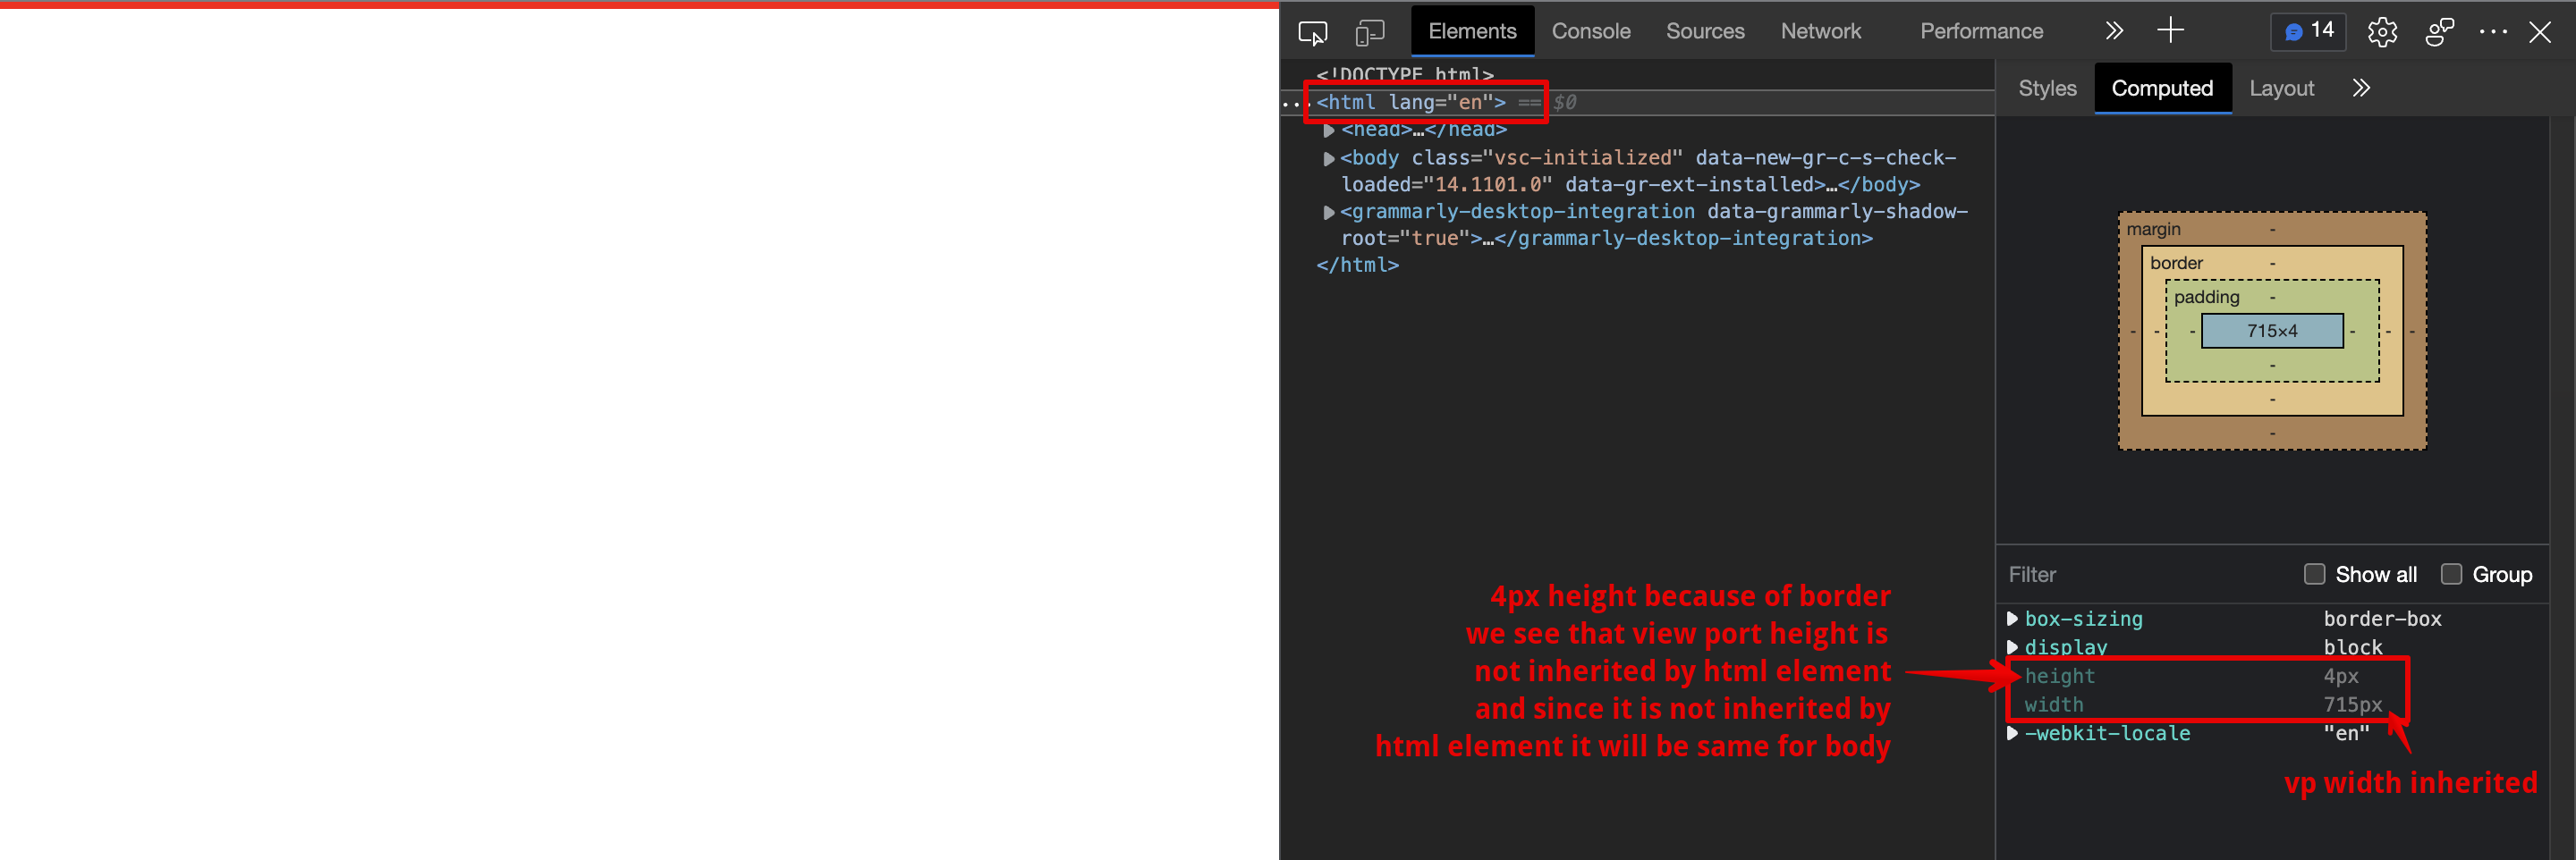 Elements Console Sources Network Performance 14
<!DOCTYPE html>
<html lang="en"> == $0
<head>…</head>
<body class="vsc-initialized" data-new-gr-c-s-check-
loaded="14.1101.0" data-gr-ext-installed>…</body>
<grammarly-desktop-integration data-grammarly-shadow-
root="true">…</grammarly-desktop-integration>
</html>
4px height because of border
we see that view port height is
not inherited by html element
and since it is not inherited by
html element it will be same for body
Styles Computed Layout
margin -
border -
padding -
- - - 715×4 - - -
-
-
-
Filter Show all Group
box-sizing border-box
display block
height 4px
width 715px
-webkit-locale "en"
vp width inherited